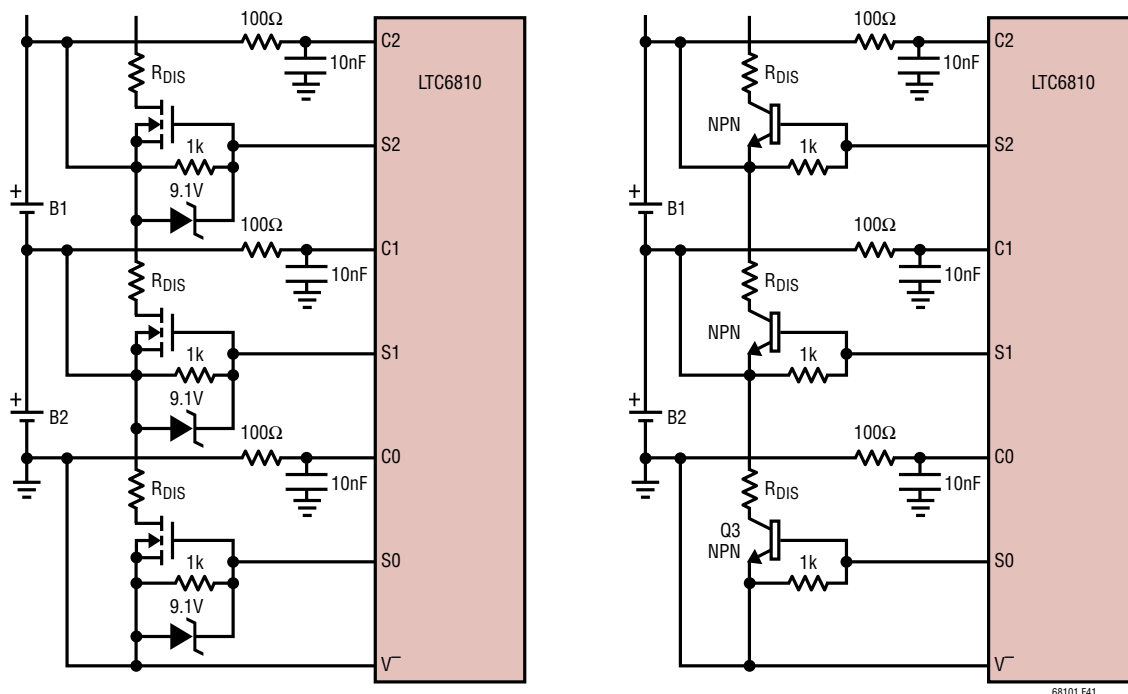 100Ω
C2
10nF
R_DIS
LTC6810
S2
1k
9.1V
+
B1
100Ω
C1
10nF
R_DIS
S1
1k
9.1V
+
B2
100Ω
C0
10nF
R_DIS
S0
1k
9.1V
V⁻
100Ω
C2
10nF
R_DIS
LTC6810
NPN
S2
1k
+
B1
100Ω
C1
10nF
R_DIS
NPN
S1
1k
+
B2
100Ω
C0
10nF
R_DIS
Q3
NPN
S0
1k
V⁻
68101 F41